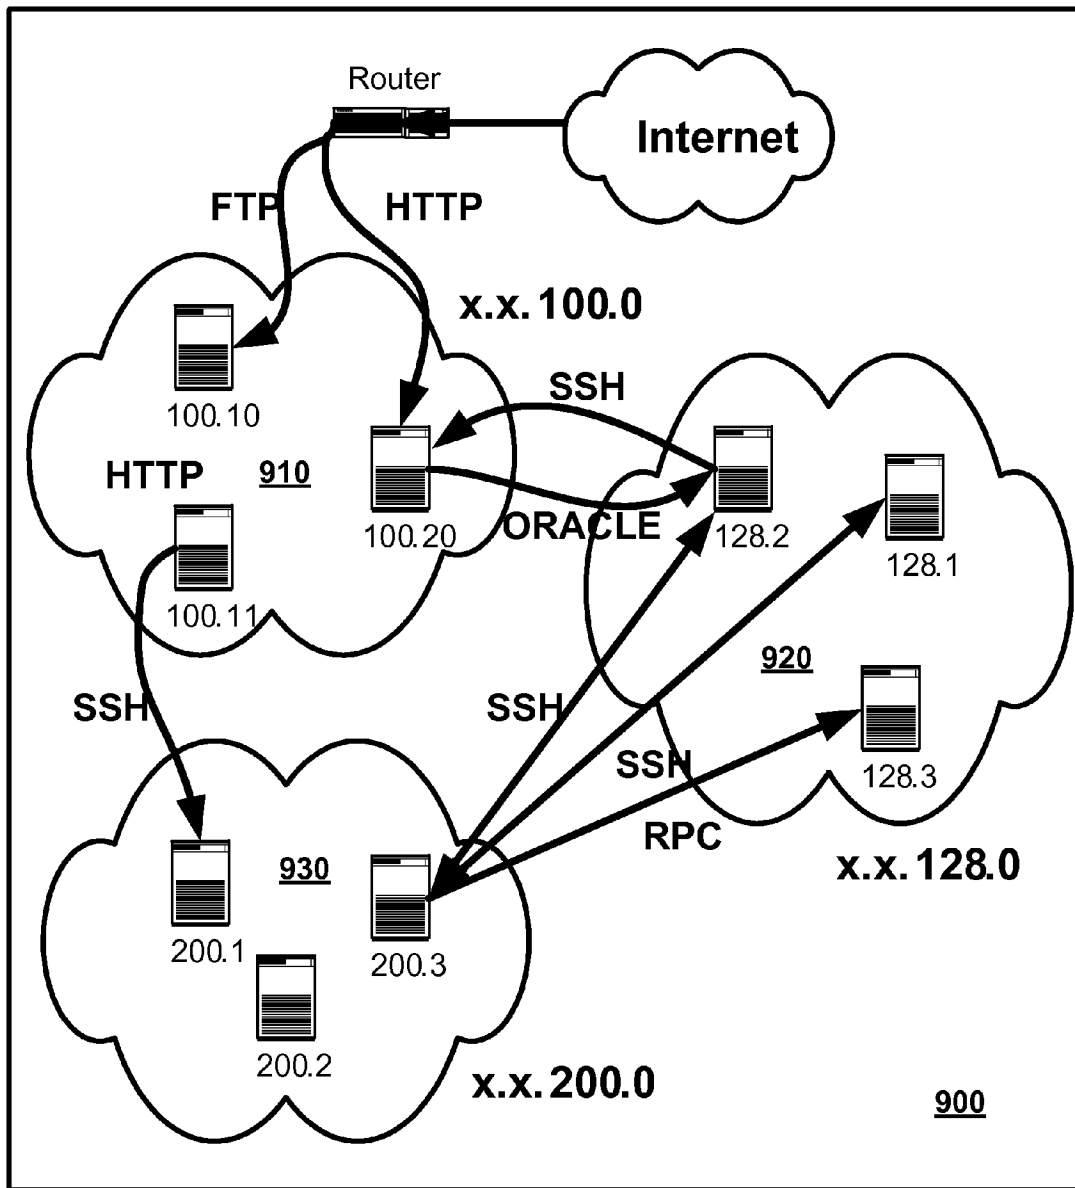 Router
Internet
FTP
HTTP
x.x.100.0
100.10
SSH
HTTP
910
100.20
ORACLE
128.2
128.1
100.11
920
SSH
SSH
SSH
128.3
RPC
930
x.x.128.0
200.1
200.3
200.2
x.x.200.0
900